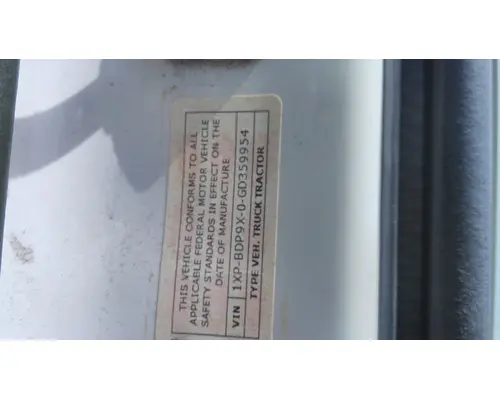 THIS VEHICLE CONFORMS TO ALL
APPLICABLE FEDERAL MOTOR VEHICLE
SAFETY STANDARDS IN EFFECT ON THE
DATE OF MANUFACTURE
VIN 1XP-BDP9X-0-GD359954
TYPE VEH. TRUCK TRACTOR